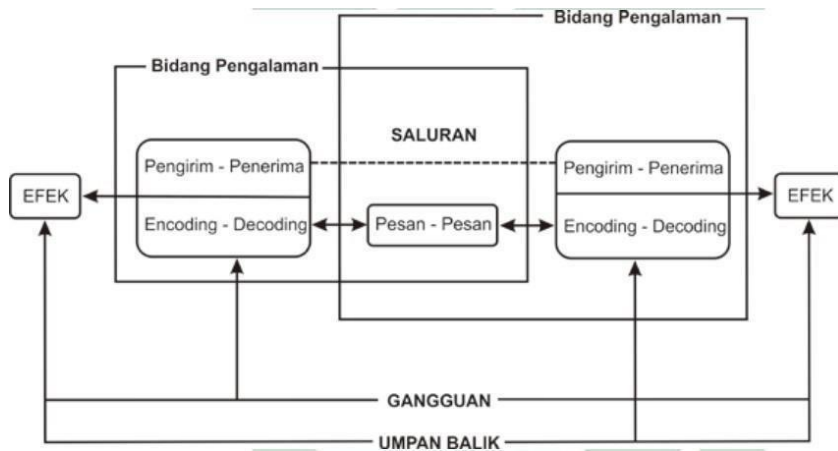 Bidang Pengalaman
Bidang Pengalaman
SALURAN
Pengirim - Penerima
Pengirim - Penerima
EFEK
EFEK
Encoding - Decoding
Pesan - Pesan
Encoding - Decoding
GANGGUAN
UMPAN BALIK